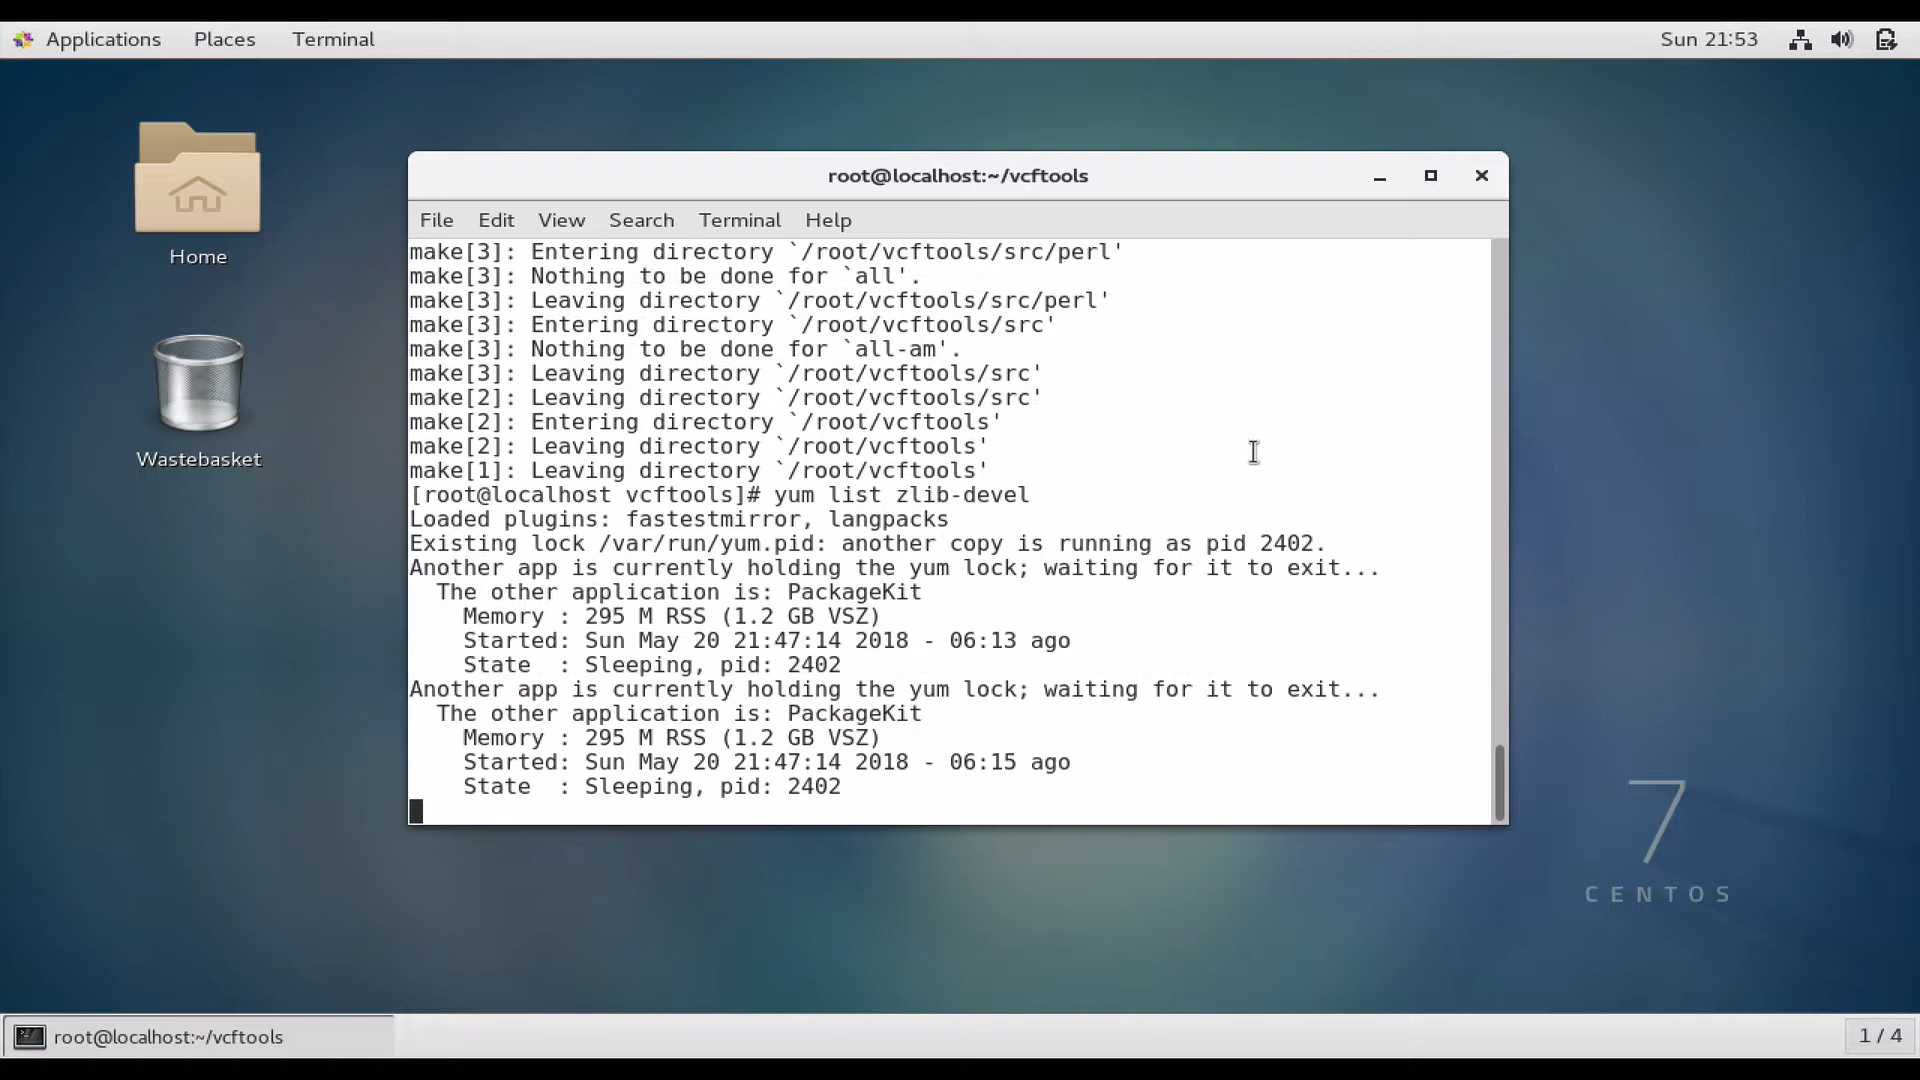 Applications Places Terminal Sun 21:53
Home
Wastebasket
root@localhost:~/vcftools
File Edit View Search Terminal Help
make[3]: Entering directory `/root/vcftools/src/perl'
make[3]: Nothing to be done for `all'.
make[3]: Leaving directory `/root/vcftools/src/perl'
make[3]: Entering directory `/root/vcftools/src'
make[3]: Nothing to be done for `all-am'.
make[3]: Leaving directory `/root/vcftools/src'
make[2]: Leaving directory `/root/vcftools/src'
make[2]: Entering directory `/root/vcftools'
make[2]: Leaving directory `/root/vcftools'
make[1]: Leaving directory `/root/vcftools'
[root@localhost vcftools]# yum list zlib-devel
Loaded plugins: fastestmirror, langpacks
Existing lock /var/run/yum.pid: another copy is running as pid 2402.
Another app is currently holding the yum lock; waiting for it to exit...
  The other application is: PackageKit
    Memory : 295 M RSS (1.2 GB VSZ)
    Started: Sun May 20 21:47:14 2018 - 06:13 ago
    State  : Sleeping, pid: 2402
Another app is currently holding the yum lock; waiting for it to exit...
  The other application is: PackageKit
    Memory : 295 M RSS (1.2 GB VSZ)
    Started: Sun May 20 21:47:14 2018 - 06:15 ago
    State  : Sleeping, pid: 2402
7
CENTOS
root@localhost:~/vcftools
1 / 4